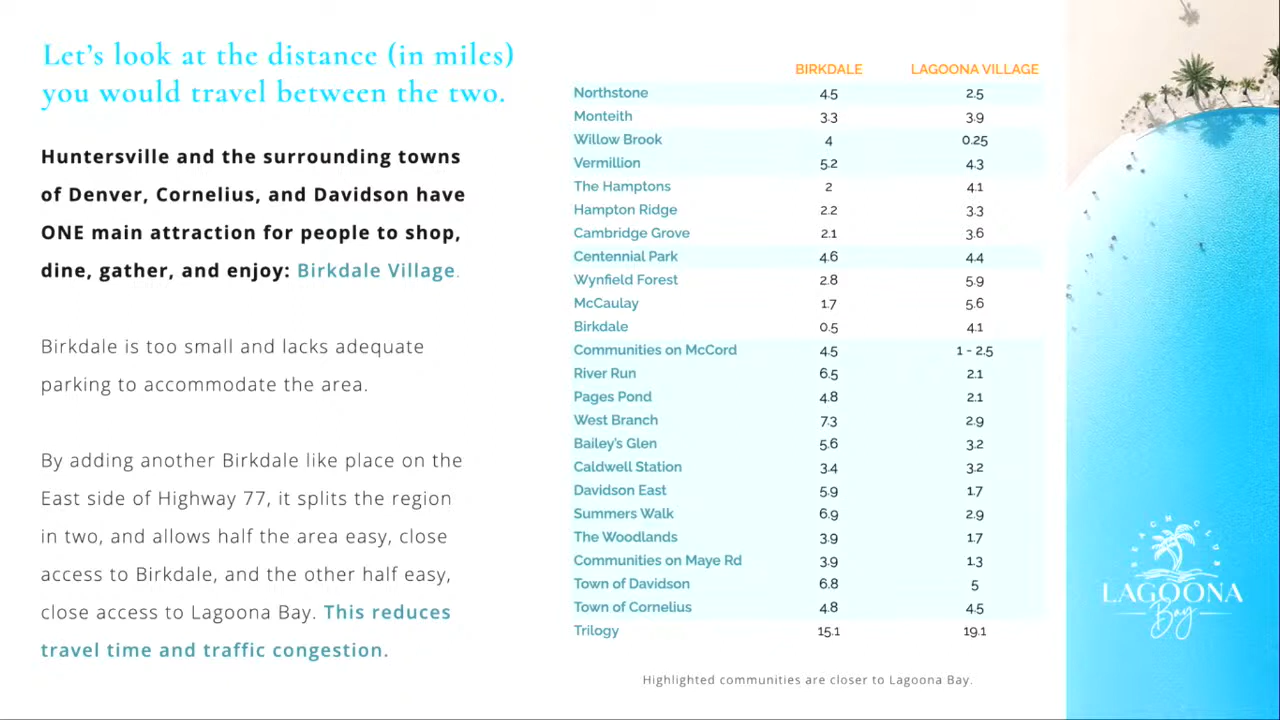 Let's look at the distance (in miles)
you would travel between the two.
Huntersville and the surrounding towns
of Denver, Cornelius, and Davidson have
ONE main attraction for people to shop,
dine, gather, and enjoy: Birkdale Village.
Birkdale is too small and lacks adequate
parking to accommodate the area.
By adding another Birkdale like place on the
East side of Highway 77, it splits the region
in two, and allows half the area easy, close
access to Birkdale, and the other half easy,
close access to Lagoona Bay. This reduces
travel time and traffic congestion.
BIRKDALE LAGOONA VILLAGE
Northstone 4.5 2.5
Monteith 3.3 3.9
Willow Brook 4 0.25
Vermillion 5.2 4.3
The Hamptons 2 4.1
Hampton Ridge 2.2 3.3
Cambridge Grove 2.1 3.6
Centennial Park 4.6 4.4
Wynfield Forest 2.8 5.9
McCaulay 1.7 5.6
Birkdale 0.5 4.1
Communities on McCord 4.5 1 - 2.5
River Run 6.5 2.1
Pages Pond 4.8 2.1
West Branch 7.3 2.9
Bailey's Glen 5.6 3.2
Caldwell Station 3.4 3.2
Davidson East 5.9 1.7
Summers Walk 6.9 2.9
The Woodlands 3.9 1.7
Communities on Maye Rd 3.9 1.3
Town of Davidson 6.8 5
Town of Cornelius 4.8 4.5
Trilogy 15.1 19.1
Highlighted communities are closer to Lagoona Bay.
BEACH CLUB
LAGOONA
Bay